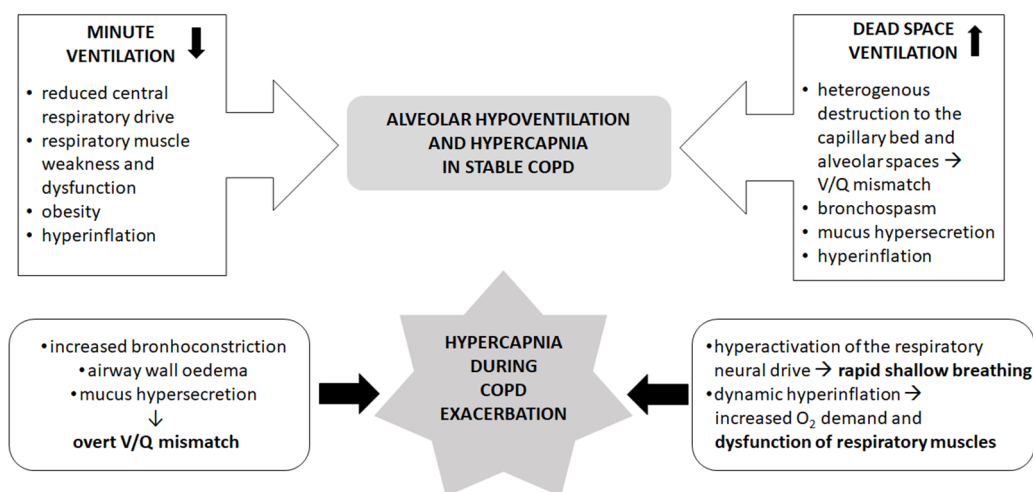 MINUTE
VENTILATION
• reduced central
respiratory drive
• respiratory muscle
weakness and
dysfunction
• obesity
• hyperinflation
ALVEOLAR HYPOVENTILATION
AND HYPERCAPNIA
IN STABLE COPD
DEAD SPACE
VENTILATION
• heterogenous
destruction to the
capillary bed and
alveolar spaces →
V/Q mismatch
• bronchospasm
• mucus hypersecretion
• hyperinflation
•increased bronhoconstriction
•airway wall oedema
•mucus hypersecretion
↓
overt V/Q mismatch
HYPERCAPNIA
DURING
COPD
EXACERBATION
•hyperactivation of the respiratory
neural drive → rapid shallow breathing
•dynamic hyperinflation →
increased O₂ demand and
dysfunction of respiratory muscles